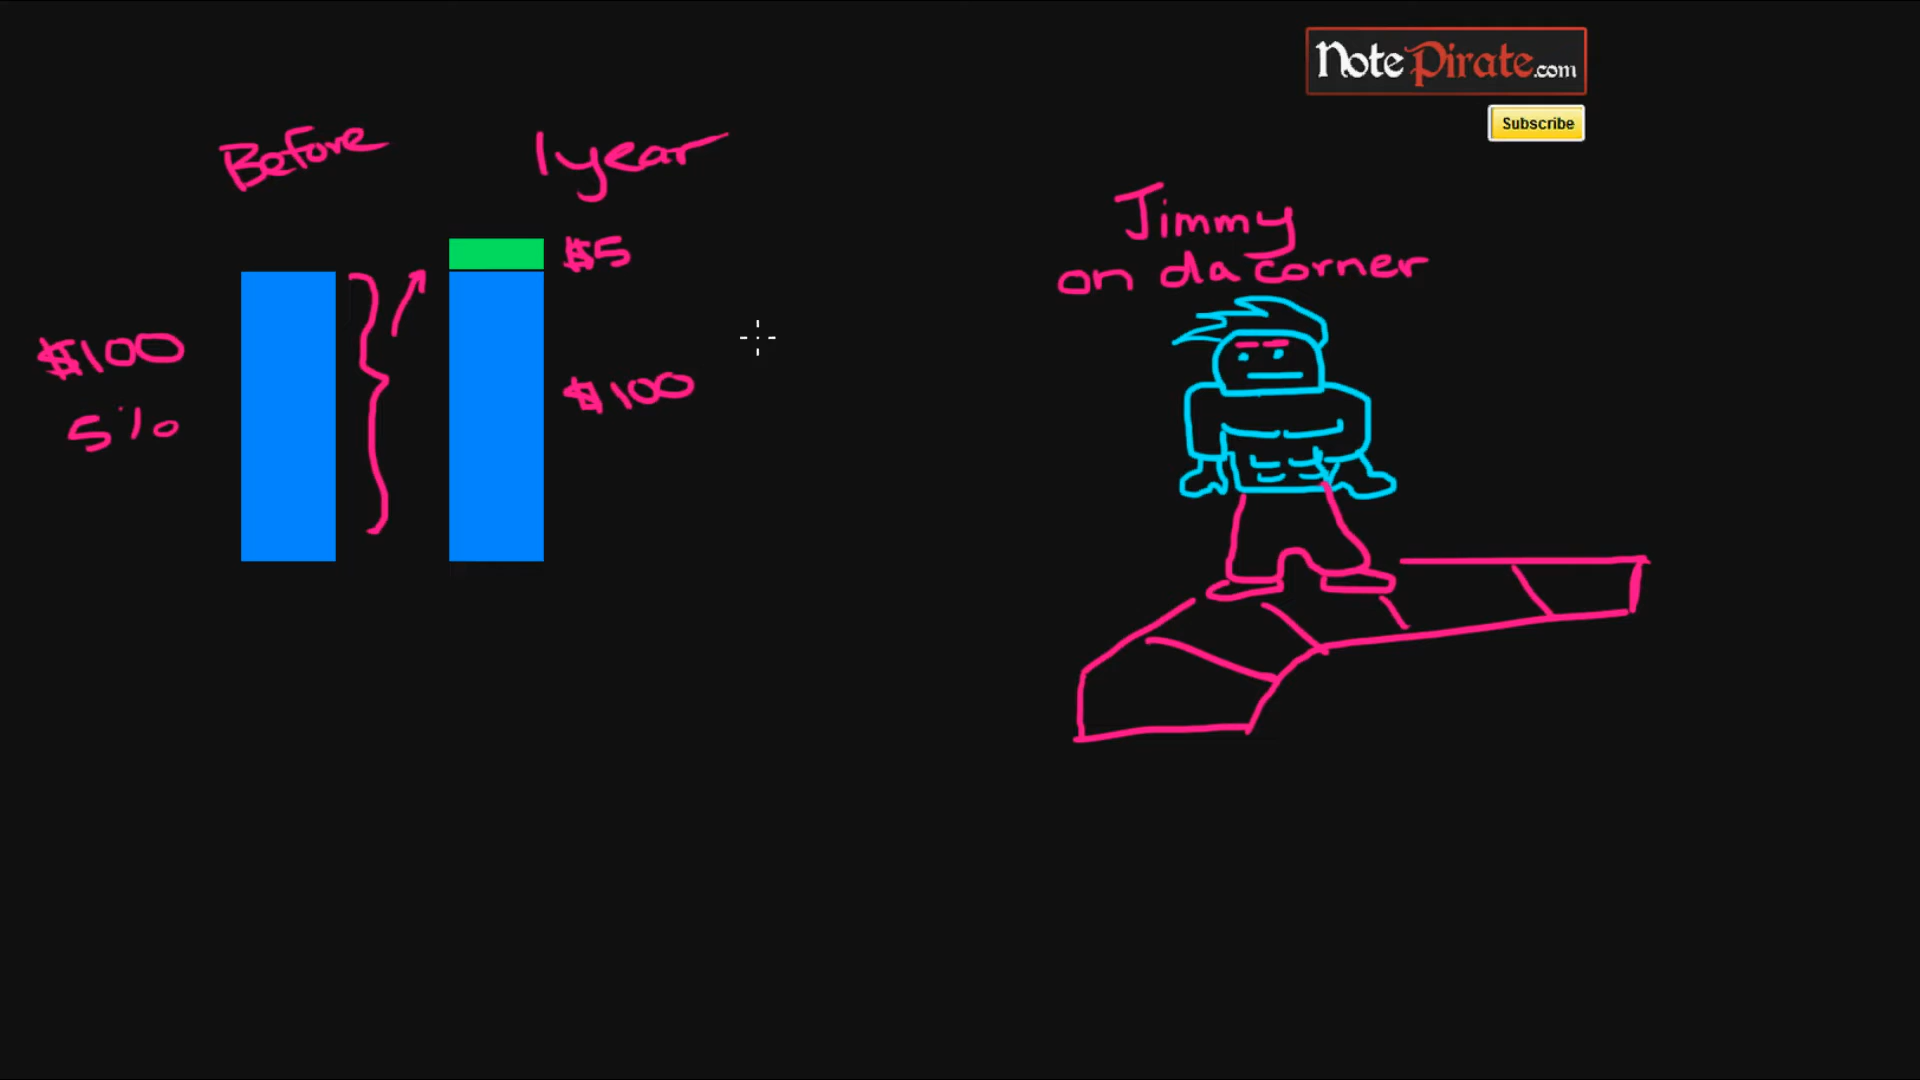 NotePirate.com
Subscribe
Before
1 year
$5
$100
5%
$100
Jimmy
on da corner